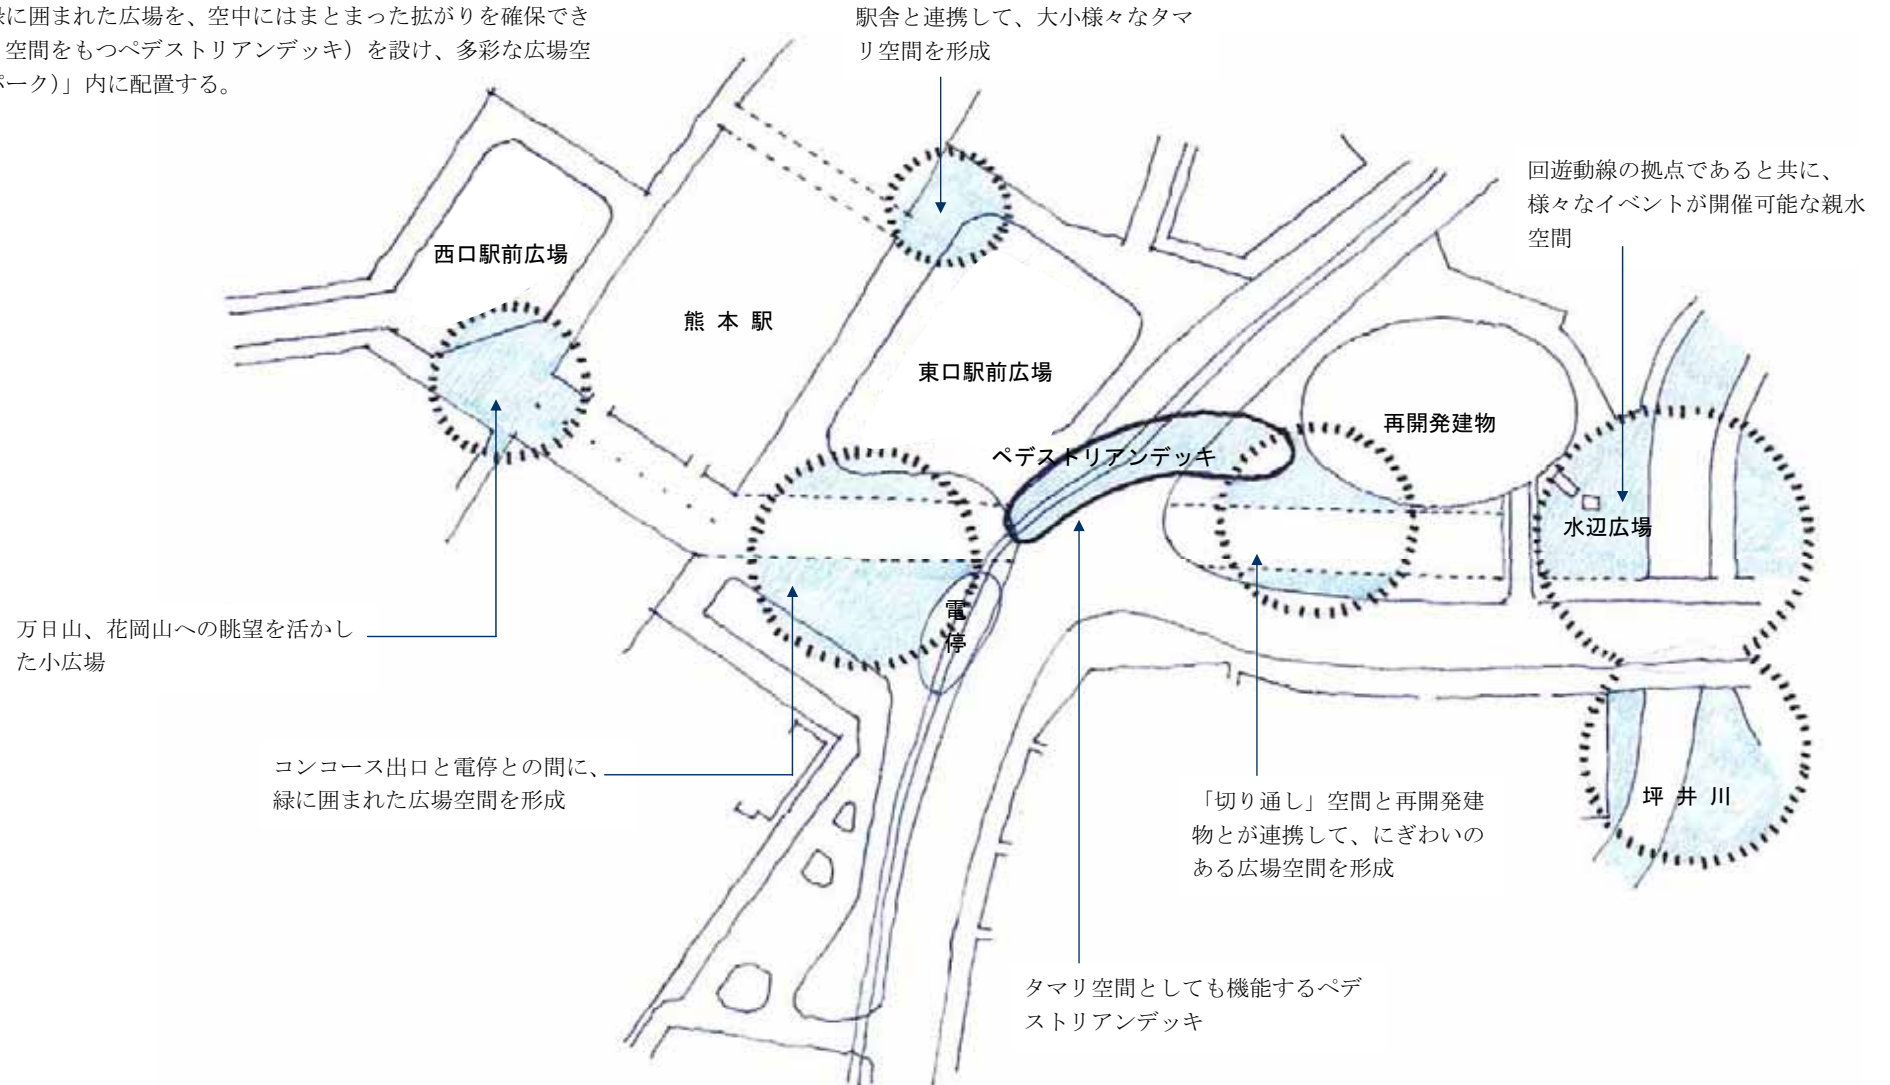 緑に囲まれた広場を、空中にはまとまった拡がりを確保でき
空間をもつペデストリアンデッキ）を設け、多彩な広場空
パーク）」内に配置する。
駅舎と連携して、大小様々なタマ
リ空間を形成
回遊動線の拠点であると共に、
様々なイベントが開催可能な親水
空間
西口駅前広場
熊本駅
東口駅前広場
再開発建物
ペデストリアンデッキ
水辺広場
電
停
万日山、花岡山への眺望を活かし
た小広場
コンコース出口と電停との間に、
緑に囲まれた広場空間を形成
「切り通し」空間と再開発建
物とが連携して、にぎわいの
ある広場空間を形成
坪井川
タマリ空間としても機能するペデ
ストリアンデッキ